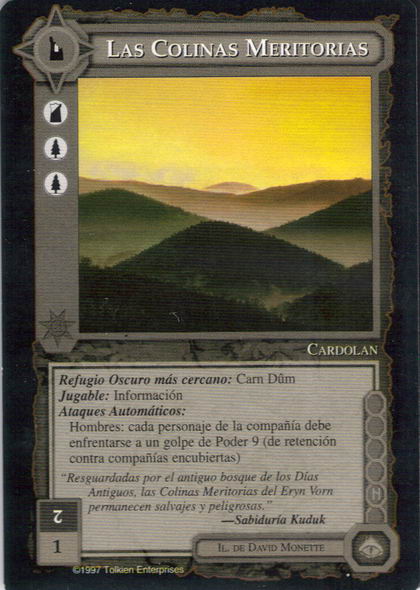 LAS COLINAS MERITORIAS
CARDOLAN
Refugio Oscuro más cercano: Carn Dûm
Jugable: Información
Ataques Automáticos:
Hombres: cada personaje de la compañía debe
enfrentarse a un golpe de Poder 9 (de retención
contra compañías encubiertas)
“Resguardadas por el antiguo bosque de los Días
Antiguos, las Colinas Meritorias del Eryn Vorn
permanecen salvajes y peligrosas.”
—Sabiduría Kuduk
2
1
N
IL. DE DAVID MONETTE
©1997 Tolkien Enterprises